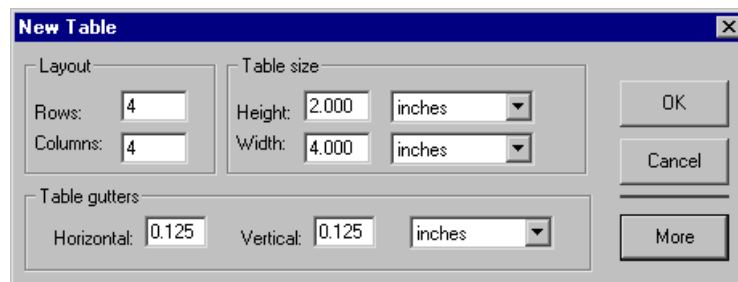 New Table
Layout
Rows: 4
Columns: 4
Table size
Height: 2.000 inches
Width: 4.000 inches
Table gutters
Horizontal: 0.125 Vertical: 0.125 inches
OK
Cancel
More